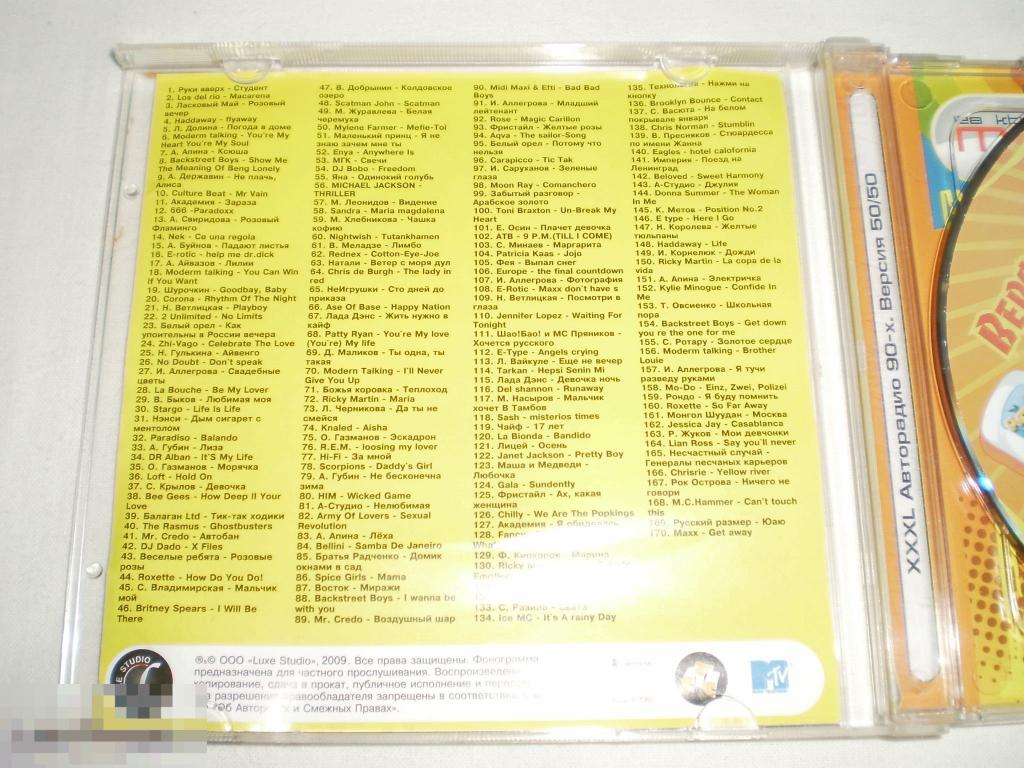 1. Руки вверх - Студент
2. Los del rio - Macarena
3. Ласковый Май - Розовый
вечер
4. Haddaway - flyaway
5. Л. Долина - Погода в доме
6. Modern talking - You're My
Heart You're My Soul
7. А. Апина - Ксюша
8. Backstreet Boys - Show Me
The Meaning Of Beng Lonely
9. А. Державин - Не плачь,
Алиса
10. Culture Beat - Mr Vain
11. Академия - Зараза
12. 666 -Paradoxx
13. А. Свиридова - Розовый
Фламинго
14. Nek - Ce una regola
15. А. Буйнов - Падают листья
16. E-rotic - help me dr.dick
17. А. Айвазов - Лилии
18. Modern talking - You Can Win
If You Want
19. Шурочкин - Goodbay, Baby
20. Corona - Rhythm Of The Night
21. Н. Ветлицкая - Playboy
22. 2 Unlimited - No Limits
23. Белый орел - Как
упоительны в России вечера
24. Zhi-Vago - Celebrate The Love
25. Н. Гулькина - Айвенго
26. No Doubt - Don't speak
27. И. Аллегрова - Свадебные
цветы
28. La Bouche - Be My Lover
29. В. Быков - Любимая моя
30. Stargo - Life Is Life
31. Нэнси - Дым сигарет с
ментолом
32. Paradiso - Balando
33. А. Губин - Лиза
34. DR Alban - It'S My Life
35. О. Газманов - Морячка
36. Loft - Hold On
37. С. Крылов - Девочка
38. Bee Gees - How Deep Il Your
Love
39. Балаган Ltd - Тик-так ходики
40. The Rasmus - Ghostbusters
41. Mr. Credo - Автобан
42. DJ Dado - X Files
43. Веселые ребята - Розовые
розы
44. Roxette - How Do You Do!
45. С. Владимирская - Мальчик
мой
46. Britney Spears - I Will Be
There
47. В. Добрынин - Колдовское
озеро
48. Scatman John - Scatman
49. М. Журавлева - Белая
черемуха
50. Mylene Farmer - Mefie-Toi
51. Маленький принц - Я не
знаю зачем мне ты
52. Enya - Anywhere Is
53. МГК - Свечи
54. DJ Bobo - Freedom
55. Яна - Одинокий голубь
56. MICHAEL JACKSON -
THRILLER
57. М. Леонидов - Видение
58. Sandra - Maria magdalena
59. М. Хлебникова - Чашка
кофию
60. Nightwish - Tutankhamen
61. В. Меладзе - Лимбо
62. Rednex - Cotton-Eye-Joe
63. Натали - Ветер с моря дул
64. Chris de Burgh - The lady in
red
65. НеИгрушки - Сто дней до
приказа
66. Ase Of Base - Happy Nation
67. Лада Дэнс - Жить нужно в
кайф
68. Patty Ryan - You're My love
(You're) My life
69. Д. Маликов - Ты одна, ты
такая
70. Modern Talking - I'll Never
Give You Up
71. Божья коровка - Теплоход
72. Ricky Martin - Maria
73. Л. Черникова - Да ты не
смейся
74. Knaled - Aisha
75. О. Газманов - Эскадрон
76. R.E.M. - loosing my lover
77. Hi-Fi - За мной
78. Scorpions - Daddy's Girl
79. А. Губин - Не бесконечна
зима
80. HIM - Wicked Game
81. А-Студио - Нелюбимая
82. Army Of Lovers - Sexual
Revolution
83. А. Апина - Лёха
84. Bellini - Samba De Janeiro
85. Братья Радченко - Домик
окнами в сад
86. Spice Girls - Mama
87. Восток - Миражи
88. Backstreet Boys - I wanna be
with you
89. Mr. Credo - Воздушный шар
90. Midi Maxi & Efti - Bad Bad
Boys
91. И. Аллегрова - Младший
лейтенант
92. Rose - Magic Carillon
93. Фристайл - Желтые розы
94. Aqva - The sailor-Song
95. Белый орел - Потому что
нельзя
96. Carapicco - Tic Tak
97. И. Саруханов - Зеленые
глаза
98. Moon Ray - Comanchero
99. Забытый разговор -
Арабское золото
100. Toni Braxton - Un-Break My
Heart
101. Е. Осин - Плачет девочка
102. ATB - 9 P.M.(TILL I COME)
103. С. Минаев - Маргарита
104. Patricia Kaas - Jojo
105. Фея - Выпал снег
106. Europe - the final countdown
107. И. Аллегрова - Фотография
108. E-Rotic - Maxx don't have s
109. Н. Ветлицкая - Посмотри в
глаза
110. Jennifer Lopez - Waiting For
Tonight
111. Шао!Бао! и МС Пряников -
Хочется русского
112. E-Type - Angels crying
113. Л. Вайкуле - Еще не вечер
114. Tarkan - Hepsi Senin Mi
115. Лада Дэнс - Девочка ночь
116. Del shannon - Runaway
117. М. Насыров - Мальчик
хочет В Тамбов
118. Sash - misterios times
119. Чайф - 17 лет
120. La Bionda - Bandido
121. Лицей - Осень
122. Janet Jackson - Pretty Boy
123. Маша и Медведи -
Любочка
124. Gala - Sundently
125. Фристайл - Ах, какая
женщина
126. Chilly - We Are The Popkings
127. Академия - Я обиделась
128. Fancy
What
129. Ф. Киркоров - Марина
130. Ricky
133. С. Разина -
134. Ice MC - It's A rainy Day
135. Технология - Нажми на
кнопку
136. Brooklyn Bounce - Contact
137. С. Васюта - На белом
покрывале января
138. Chris Norman - Stumblin
139. В. Пресняков - Стюардесса
по имени Жанна
140. Eagles - hotel calofornia
141. Империя - Поезд на
Ленинград
142. Beloved - Sweet Harmony
143. А-Студио - Джулия
144. Donna Summer - The Woman
In Me
145. К. Метов - Position No.2
146. E type - Here I Go
147. Н. Королева - Желтые
тюльпаны
148. Haddaway - Life
149. И. Корнелюк - Дожди
150. Ricky Martin - La copa de la
vida
151. А. Апина - Электричка
152. Kylie Minogue - Confide In
Me
153. Т. Овсиенко - Школьная
пора
154. Backstreet Boys - Get down
you re the one for me
155. С. Ротару - Золотое сердце
156. Modern talking - Brother
Louie
157. И. Аллегрова - Я тучи
разведу руками
158. Mo-Do - Einz, Zwei, Polizei
159. Рондо - Я буду помнить
160. Roxette - So Far Away
161. Монгол Шуудан - Москва
162. Jessica Jay - Casablanca
163. Р. Жуков - Мои девчонки
164. Lian Ross - Say you'll never
165. Несчастный случай -
Генералы песчаных карьеров
166. Chrisrie - Yellow river
167. Рок Острова - Ничего не
говори
168. M.C.Hammer - Can't touch
this
169. Русский размер - Юаю
170. Maxx - Get away
STUDIO
®,© ООО «Luxe Studio», 2009. Все права защищены. Фонограмма
предназначена для частного прослушивания.
копирование, сдача в прокат, публичное исполнение и
разрешения правообладателя запрещены в соответствии
«Об Авторских и Смежных Правах».
MTV
XXXL Авторадио 90-х. Версия 50/50